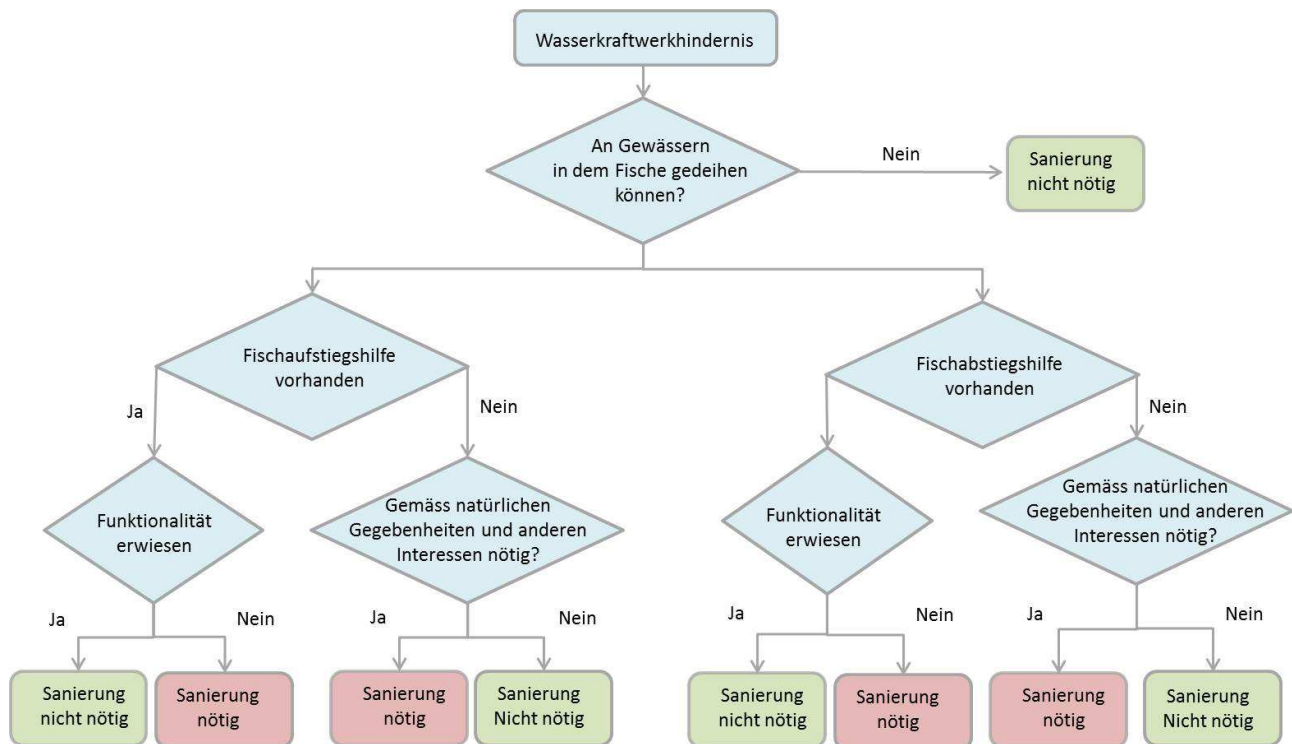 Wasserkraftwerkhindernis
An Gewässern
in dem Fische gedeihen
können?
Nein
Sanierung
nicht nötig
Fischaufstiegshilfe
vorhanden
Fischabstiegshilfe
vorhanden
Ja
Nein
Nein
Funktionalität
erwiesen
Gemäss natürlichen
Gegebenheiten und anderen
Interessen nötig?
Funktionalität
erwiesen
Gemäss natürlichen
Gegebenheiten und anderen
Interessen nötig?
Ja
Nein
Ja
Nein
Ja
Nein
Ja
Nein
Sanierung
nicht nötig
Sanierung
nötig
Sanierung
nötig
Sanierung
Nicht nötig
Sanierung
nicht nötig
Sanierung
nötig
Sanierung
nötig
Sanierung
Nicht nötig